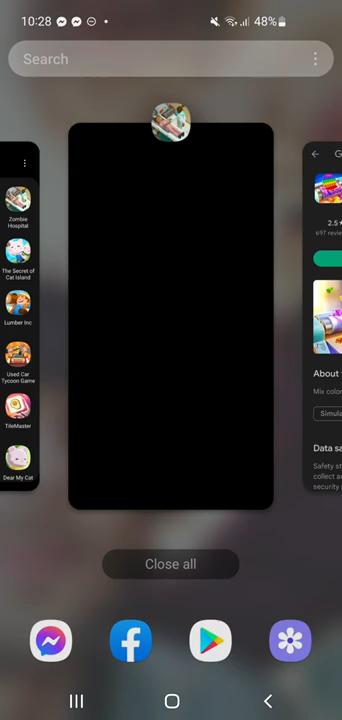 10:28
48%
Search
Zombie
Hospital
The Secret of
Cat Island
Lumber Inc
Used Car
Tycoon Game
TileMaster
Dear My Cat
G
2.5
697 revie
About t
Mix color
Simula
Data sa
Safety st
collect a
security
Close all